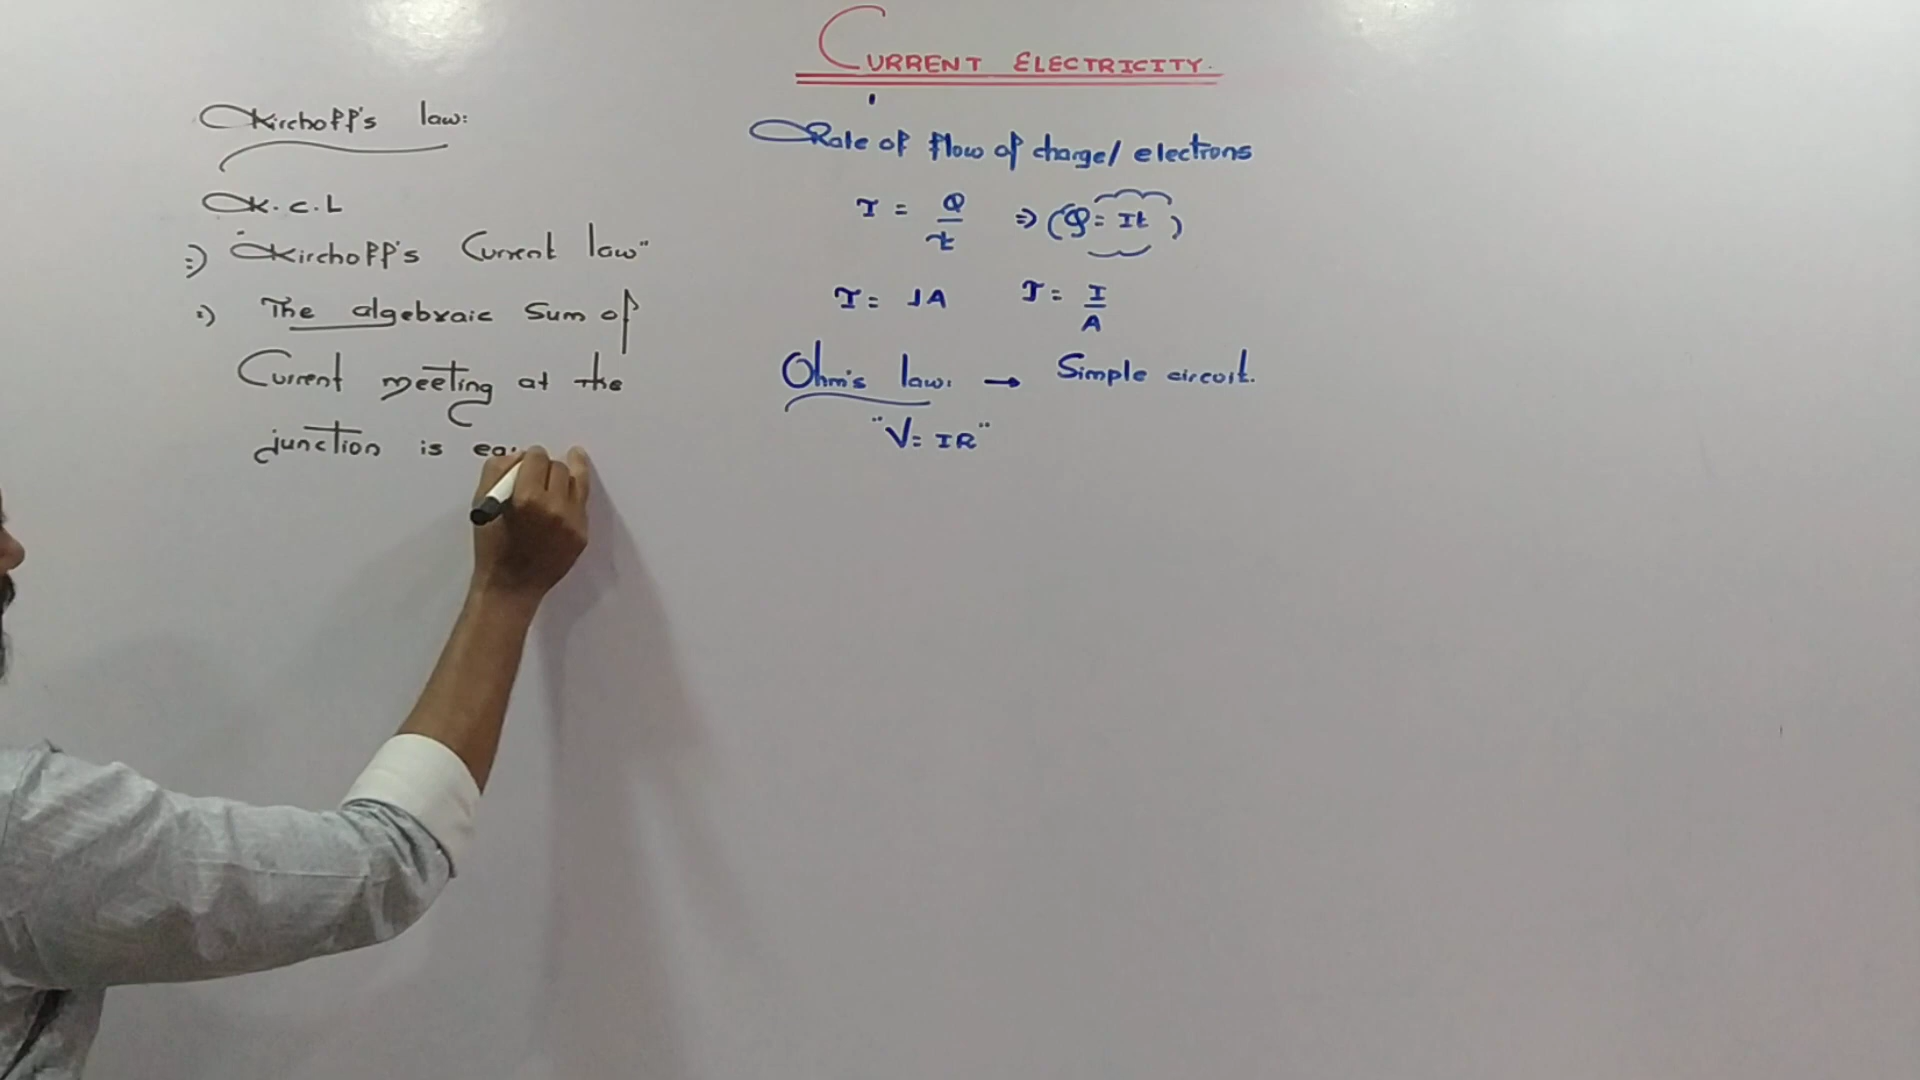 CURRENT ELECTRICITY.
Kirchoff's law:
K.C.L
:) "Kirchoff's Current law"
:) The algebraic Sum of
Current meeting at the
junction is
Rate of flow of charge/ electrons
I = Q/t => (Q = It)
I = JA J = I/A
Ohm's law: → Simple circuit.
"V = IR"